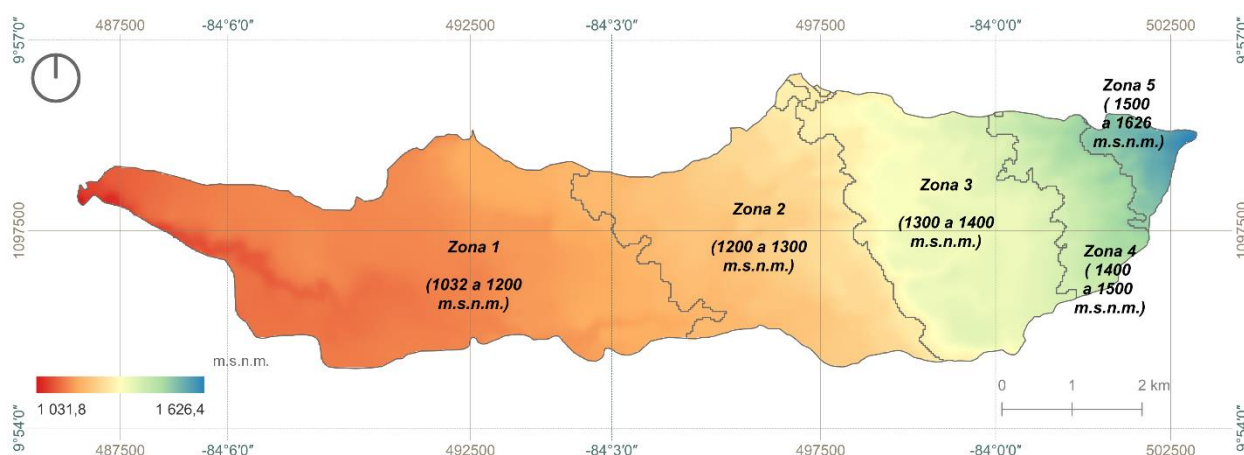 487500
-84°6'0"
492500
-84°3'0"
497500
-84°0'0"
502500
9°57'0"
9°57'0"
Zona 5
( 1500
a 1626
m.s.n.m.)
Zona 3
(1300 a 1400
m.s.n.m.)
Zona 2
(1200 a 1300
m.s.n.m.)
1097500
1097500
Zona 1
(1032 a 1200
m.s.n.m.)
Zona 4
( 1400
a 1500
m.s.n.m.)
m.s.n.m.
1 031,8
1 626,4
0
1
2 km
9°54'0"
9°54'0"
487500
-84°6'0"
492500
-84°3'0"
497500
-84°0'0"
502500